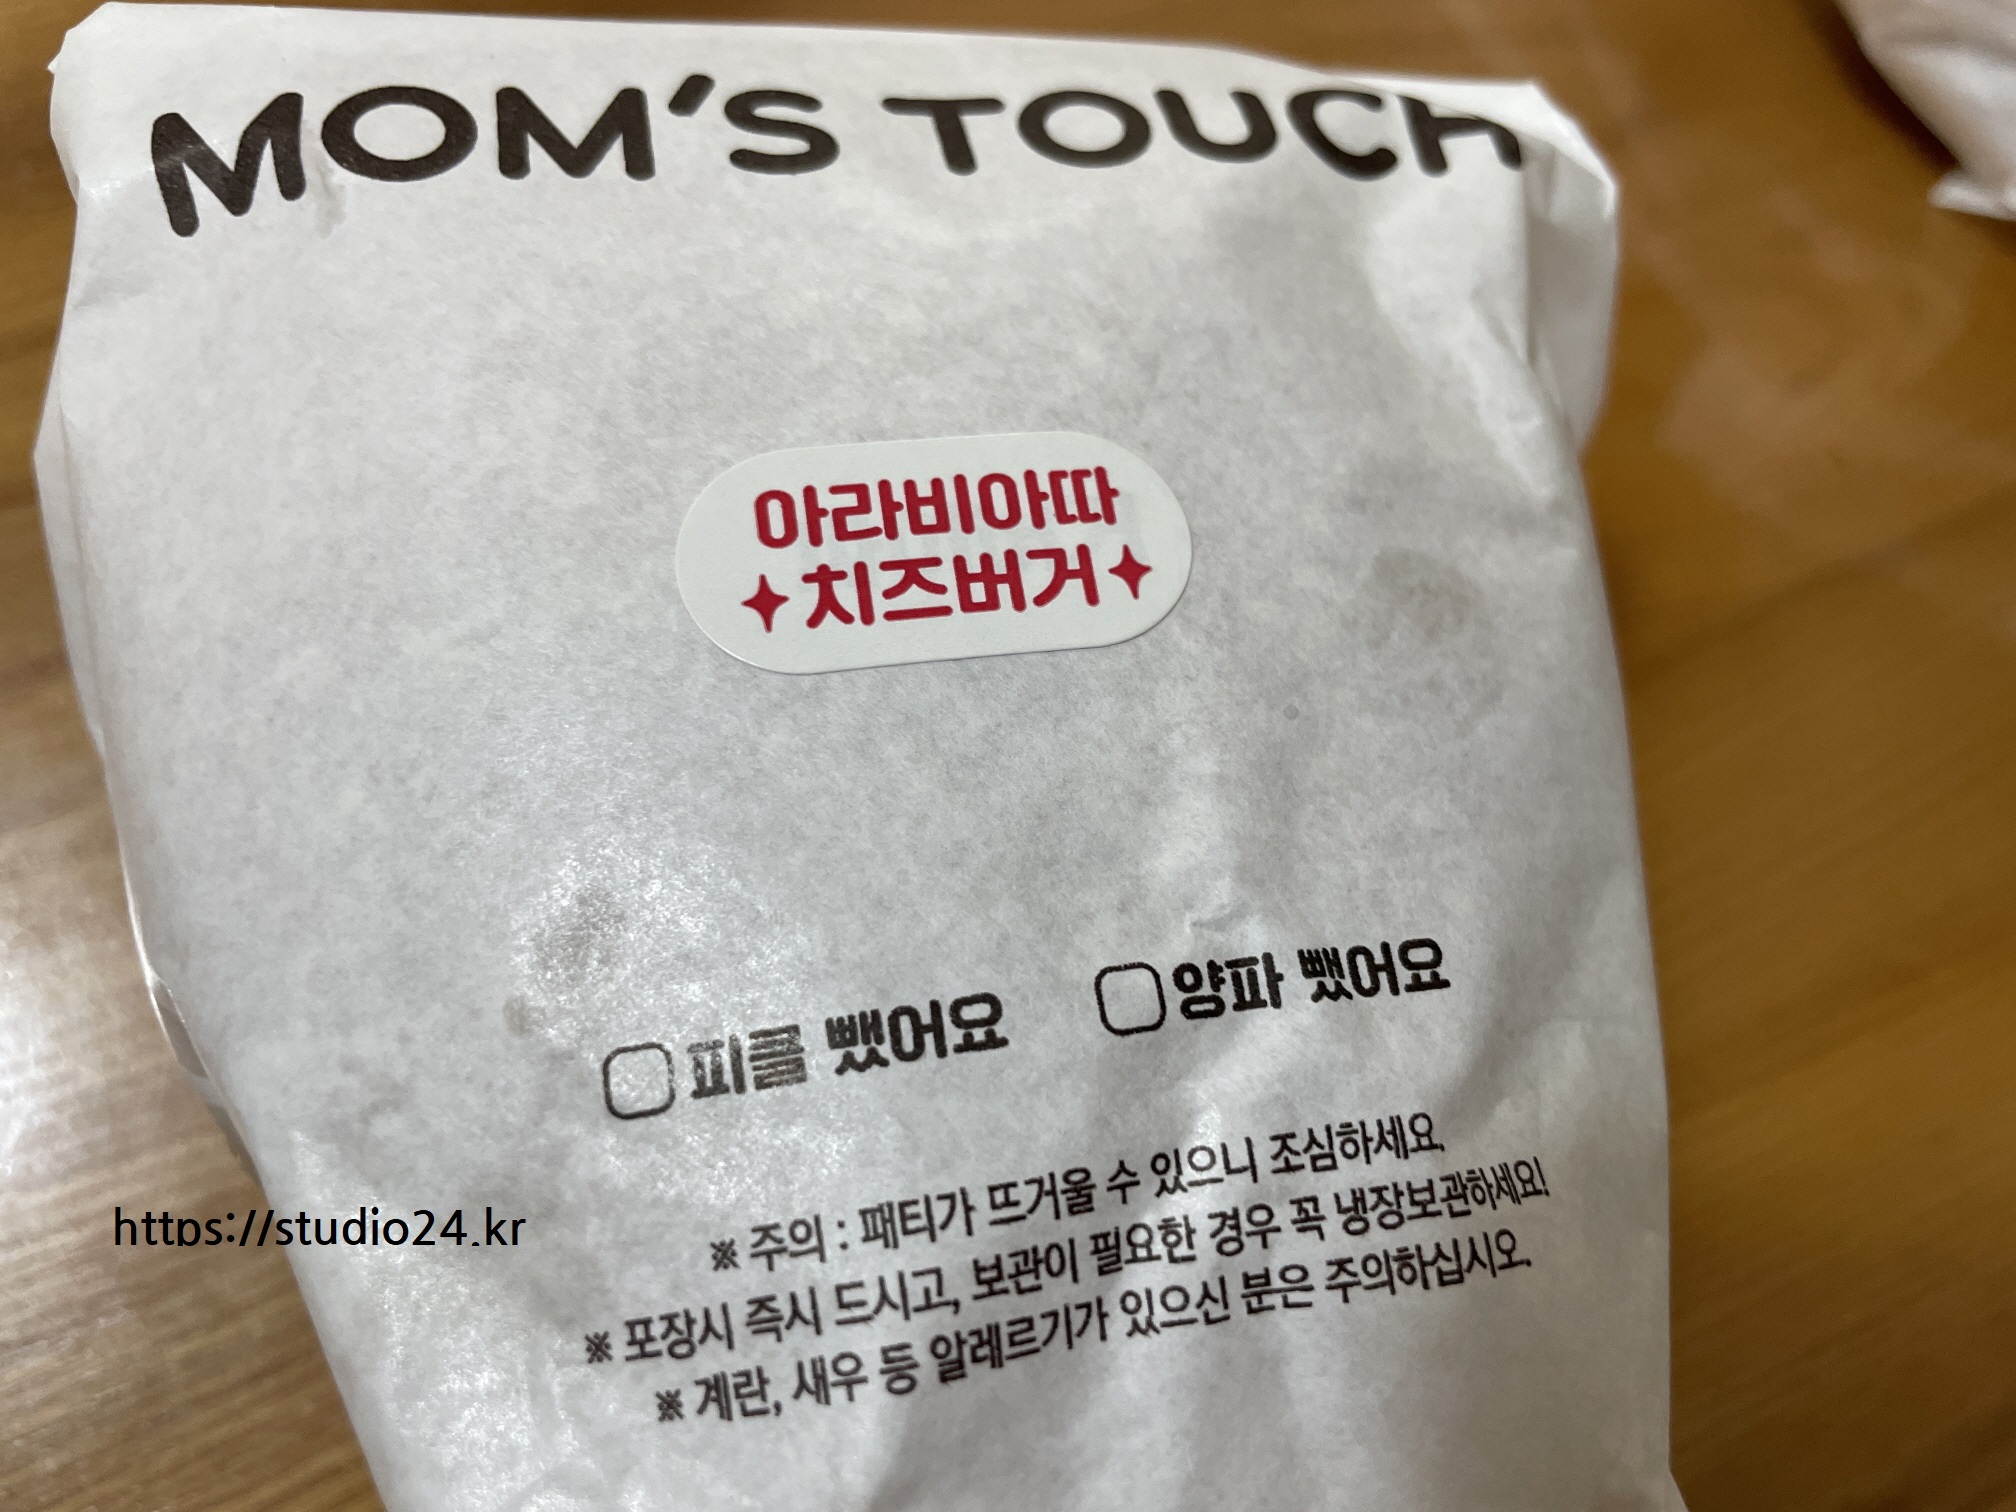 MOM'S TOUCH
아라비아따
✦치즈버거✦
□피클 뺐어요 □양파 뺐어요
※ 주의 : 패티가 뜨거울 수 있으니 조심하세요.
※ 포장시 즉시 드시고, 보관이 필요한 경우 꼭 냉장보관하세요!
※ 계란, 새우 등 알레르기가 있으신 분은 주의하십시오.
https://studio24.kr